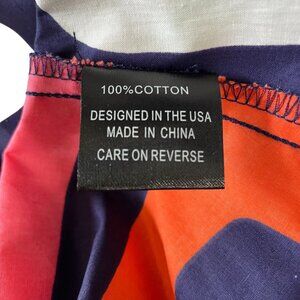 100%COTTON
DESIGNED IN THE USA
MADE IN CHINA
CARE ON REVERSE